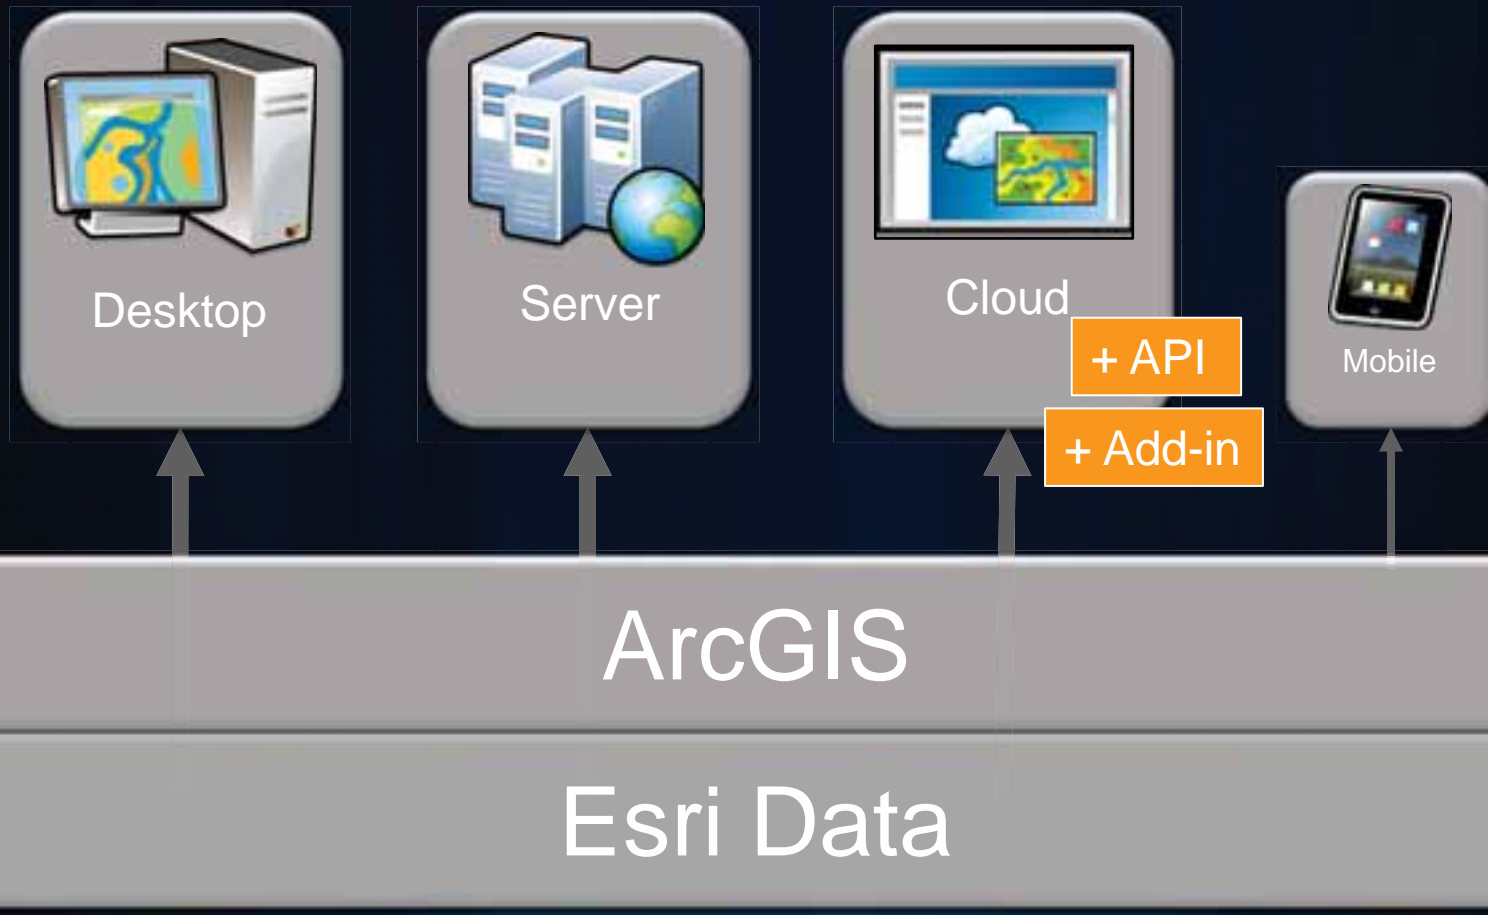 Desktop
Server
Cloud
+ API
+ Add-in
Mobile
ArcGIS
Esri Data